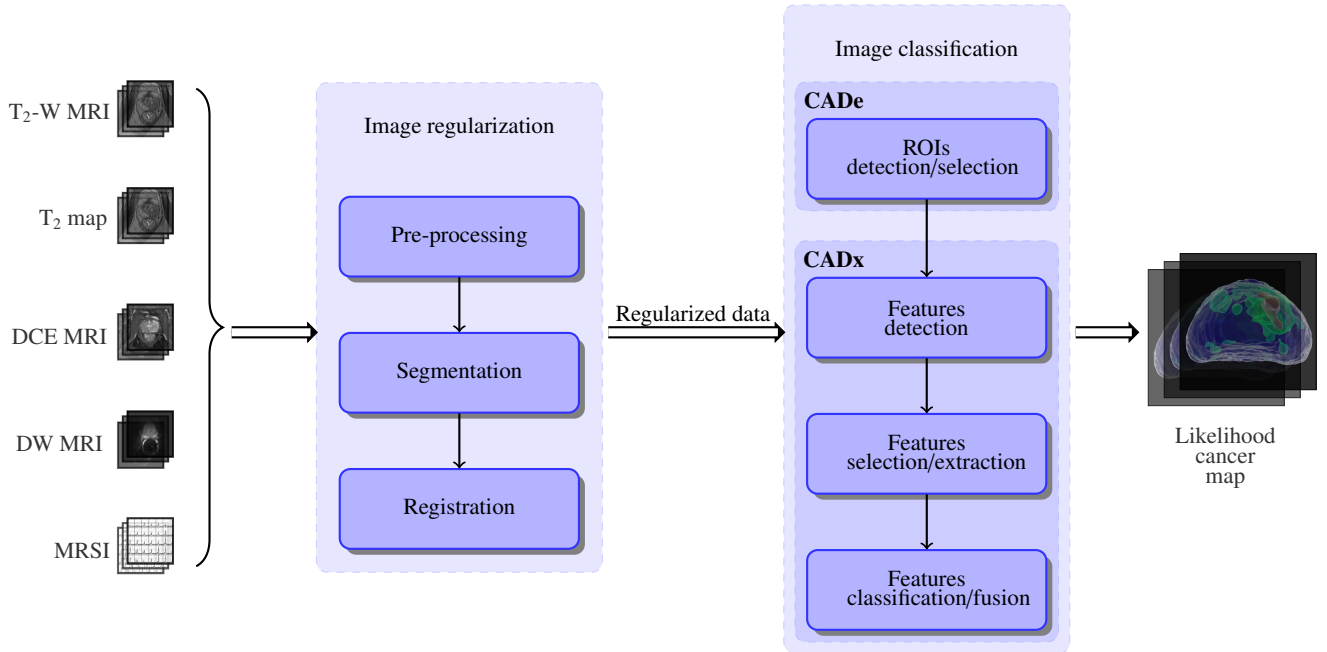 T₂-W MRI
T₂ map
DCE MRI
DW MRI
MRSI
Image regularization
Pre-processing
Segmentation
Registration
Regularized data
Image classification
CADe
ROIs
detection/selection
CADx
Features
detection
Features
selection/extraction
Features
classification/fusion
Likelihood
cancer
map